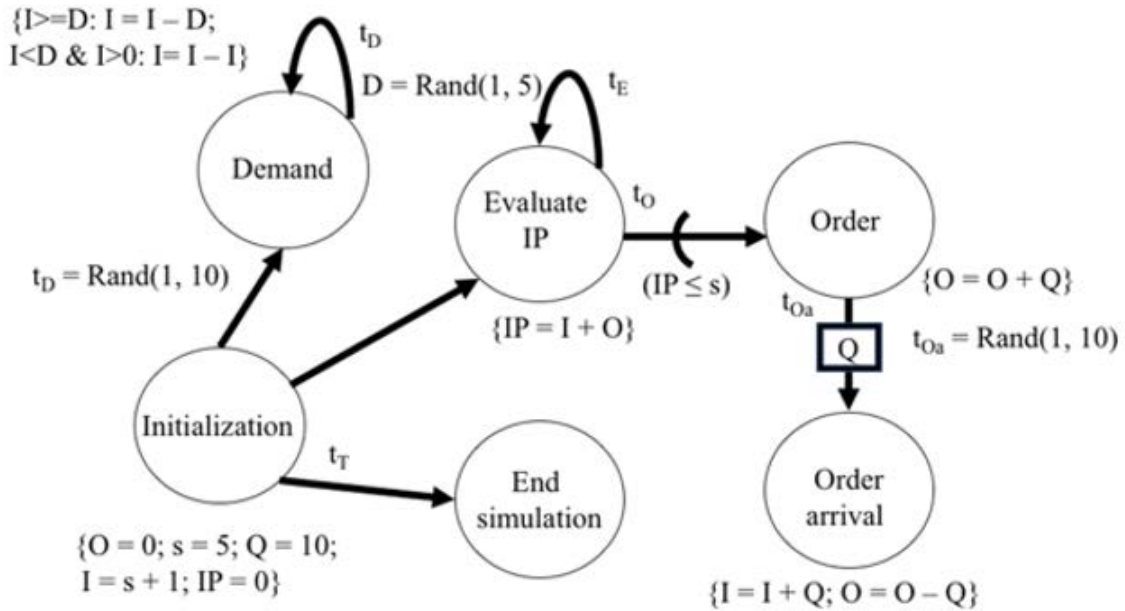 {I>=D: I = I – D;
I<D & I>0: I= I – I}
t_D
D = Rand(1, 5)
Demand
t_E
Evaluate
IP
t_O
Order
t_D = Rand(1, 10)
(IP ≤ s)
{O = O + Q}
{IP = I + O}
t_Oa
Q
t_Oa = Rand(1, 10)
Initialization
t_T
End
simulation
Order
arrival
{O = 0; s = 5; Q = 10;
I = s + 1; IP = 0}
{I = I + Q; O = O – Q}